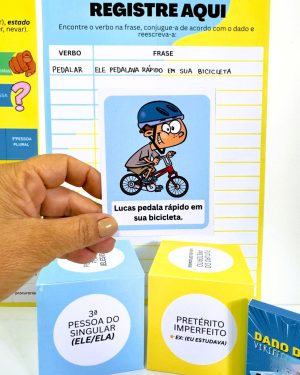 REGISTRE AQUI
Encontre o verbo na frase, conjugue-a de acordo com o dado e
reescreva-a:
VERBO FRASE
PEDALAR ELE PEDALAVA RÁPIDO EM SUA BICICLETA
), estado
r, nevar).
1ª PESSOA
PLURAL
Lucas pedala rápido em
sua bicicleta.
3ª
PESSOA DO
SINGULAR
(ELE/ELA)
PRETÉRITO
IMPERFEITO
EX: (EU ESTUDAVA)
DADO D